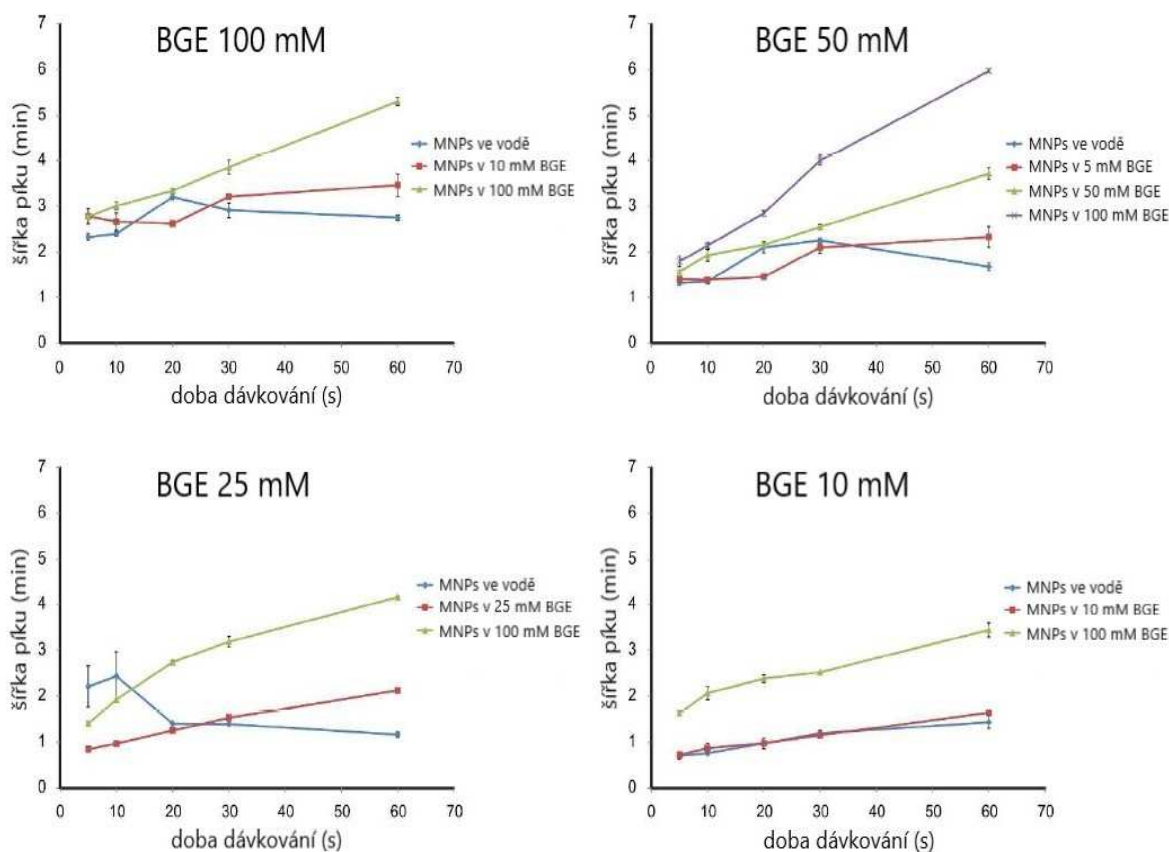 BGE 100 mM
7
6
5
4
3
2
1
0
šířka píku (min)
0 10 20 30 40 50 60 70
doba dávkování (s)
MNPs ve vodě
MNPs v 10 mM BGE
MNPs v 100 mM BGE
BGE 50 mM
7
6
5
4
3
2
1
0
šířka píku (min)
0 10 20 30 40 50 60 70
doba dávkování (s)
MNPs ve vodě
MNPs v 5 mM BGE
MNPs v 50 mM BGE
MNPs v 100 mM BGE
BGE 25 mM
7
6
5
4
3
2
1
0
šířka píku (min)
0 10 20 30 40 50 60 70
doba dávkování (s)
MNPs ve vodě
MNPs v 25 mM BGE
MNPs v 100 mM BGE
BGE 10 mM
7
6
5
4
3
2
1
0
šířka píku (min)
0 10 20 30 40 50 60 70
doba dávkování (s)
MNPs ve vodě
MNPs v 10 mM BGE
MNPs v 100 mM BGE